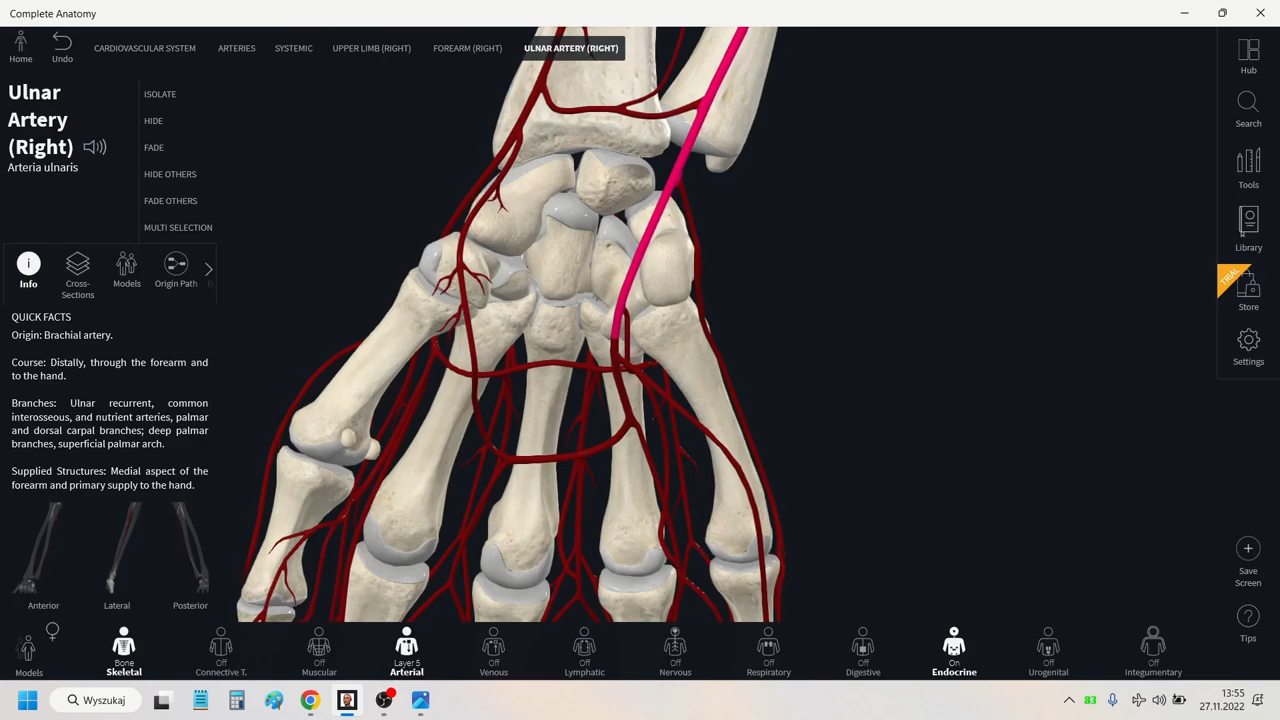 Complete Anatomy
Home
Undo
CARDIOVASCULAR SYSTEM
ARTERIES
SYSTEMIC
UPPER LIMB (RIGHT)
FOREARM (RIGHT)
ULNAR ARTERY (RIGHT)
Ulnar
Artery
(Right)
Arteria ulnaris
ISOLATE
HIDE
FADE
HIDE OTHERS
FADE OTHERS
MULTI SELECTION
Info
Cross-
Sections
Models
Origin Path
QUICK FACTS
Origin: Brachial artery.
Course: Distally, through the forearm and
to the hand.
Branches: Ulnar recurrent, common
interosseous, and nutrient arteries, palmar
and dorsal carpal branches; deep palmar
branches, superficial palmar arch.
Supplied Structures: Medial aspect of the
forearm and primary supply to the hand.
Anterior
Lateral
Posterior
Hub
Search
Tools
Library
TRIAL
Store
Settings
Save
Screen
Tips
Models
Bone
Skeletal
Off
Connective T.
Off
Muscular
Layer 5
Arterial
Off
Venous
Off
Lymphatic
Off
Nervous
Off
Respiratory
Off
Digestive
On
Endocrine
Off
Urogenital
Off
Integumentary
Wyszukaj
83
13:55
27.11.2022